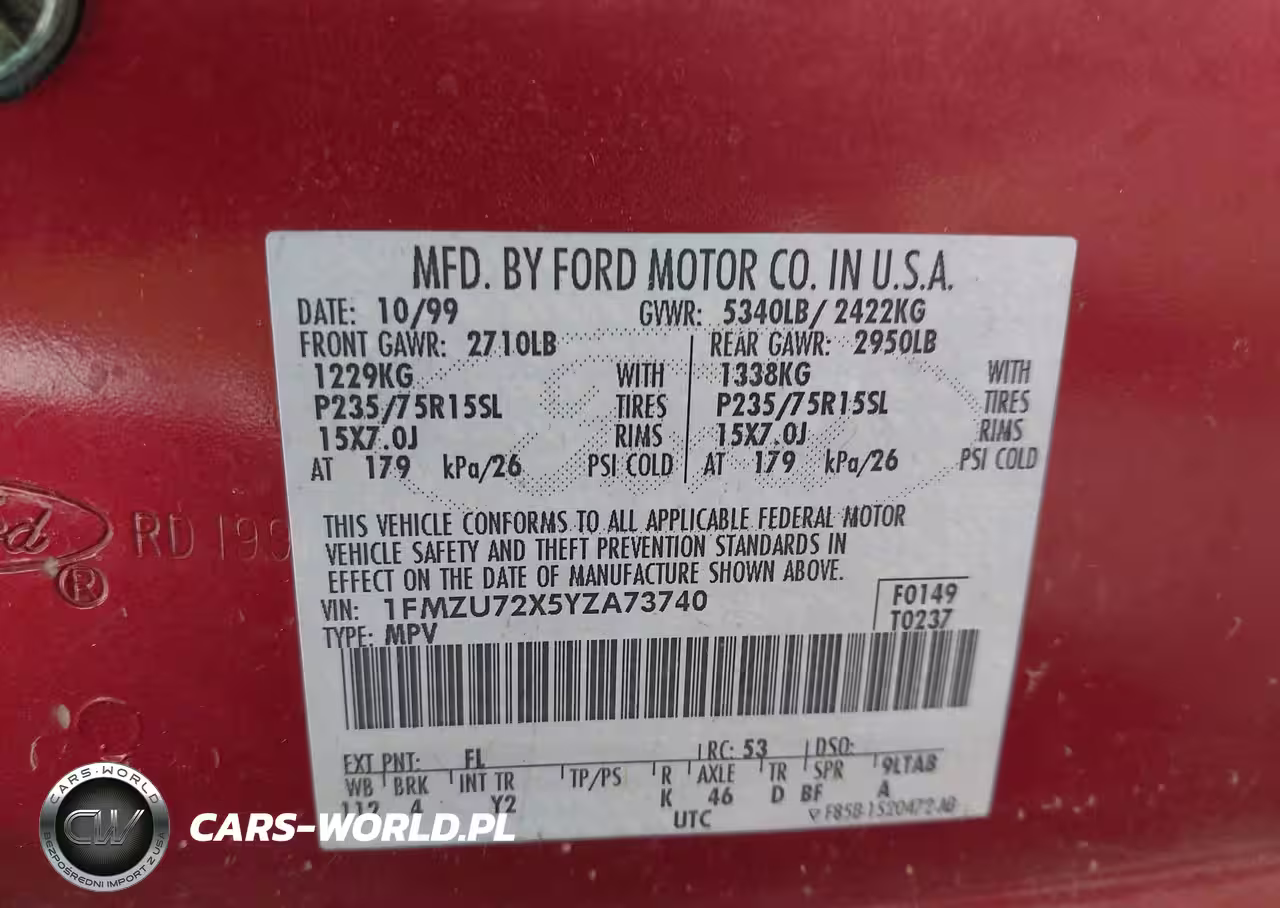 MFD. BY FORD MOTOR CO. IN U.S.A.
DATE: 10/99 GVWR: 5340LB/ 2422KG
FRONT GAWR: 2710LB REAR GAWR: 2950LB
1229KG WITH 1338KG WITH
P235/75R15SL TIRES P235/75R15SL TIRES
15X7.0J RIMS 15X7.0J RIMS
AT 179 kPa/26 PSI COLD AT 179 kPa/26 PSI COLD
THIS VEHICLE CONFORMS TO ALL APPLICABLE FEDERAL MOTOR
VEHICLE SAFETY AND THEFT PREVENTION STANDARDS IN
EFFECT ON THE DATE OF MANUFACTURE SHOWN ABOVE.
VIN: 1FMZU72X5YZA73740 F0149
TYPE: MPV T0237
RD 199
®
EXT PNT: FL RC: 53 DSO:
WB BRK INT TR TP/PS R AXLE TR SPR 9LTAB
112 4 Y2 K 46 D BF A
UTC F85B-1520472-AB
CARS-WORLD
CW
BEZPOŚREDNI IMPORT Z USA
CARS-WORLD.PL